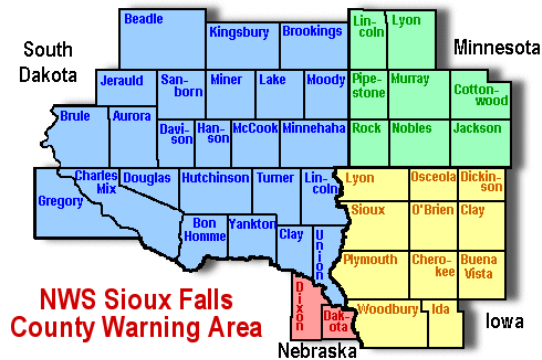 Beadle
Kingsbury
Brookings
Lin-
coln
Lyon
South
Dakota
Minnesota
Jerauld
San-
born
Miner
Lake
Moody
Pipe-
stone
Murray
Cotton-
wood
Brule
Aurora
Davi-
son
Han-
son
McCook
Minnehaha
Rock
Nobles
Jackson
Gregory
Charles
Mix
Douglas
Hutchinson
Turner
Lin-
coln
Lyon
Osceola
Dickin-
son
Bon
Homme
Yankton
Clay
Union
Sioux
O'Brien
Clay
Plymouth
Chero-
kee
Buena
Vista
Dixon
Dak-
ota
Woodbury
Ida
NWS Sioux Falls
County Warning Area
Iowa
Nebraska